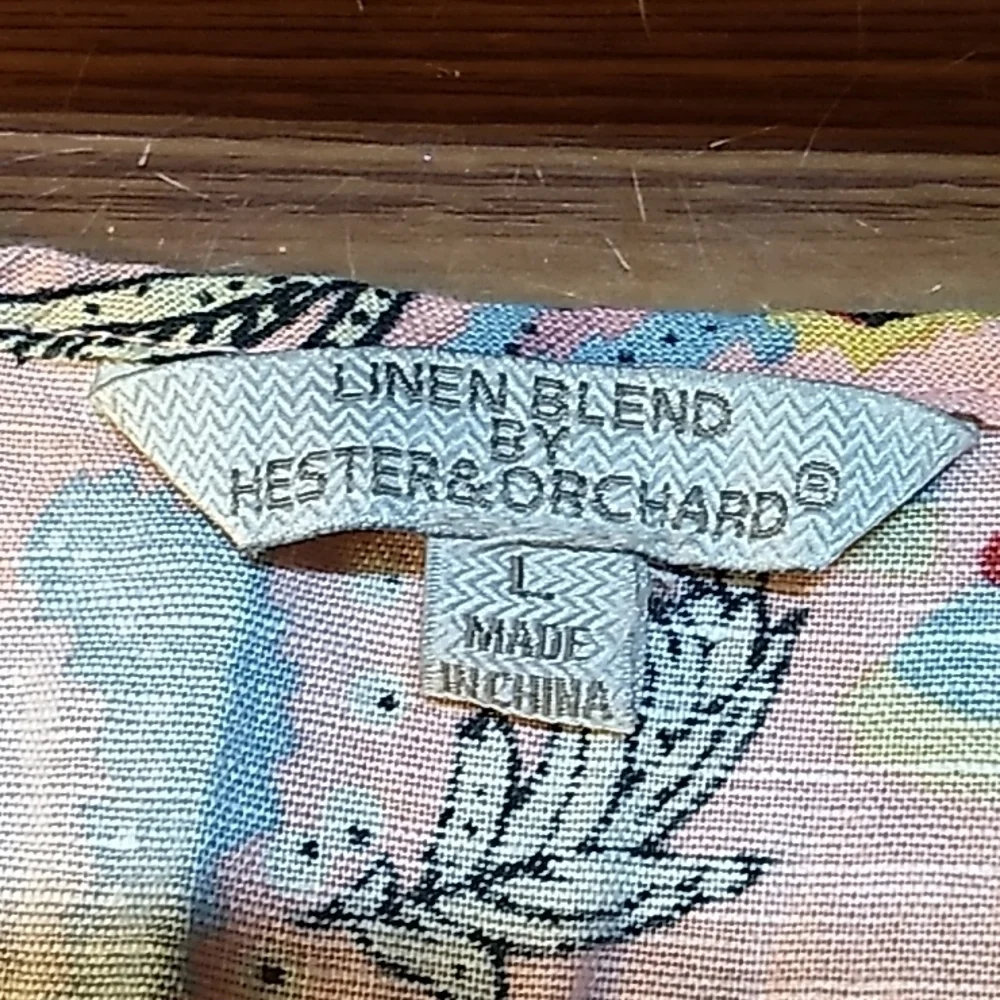 LINEN BLEND
BY
HESTER&ORCHARD®
L
MADE
IN CHINA